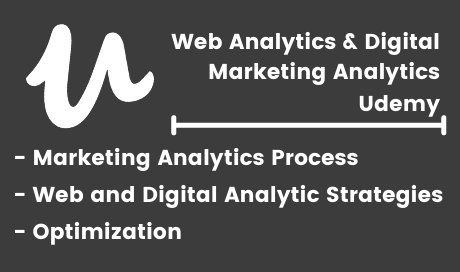 Web Analytics & Digital
Marketing Analytics
Udemy
- Marketing Analytics Process
- Web and Digital Analytic Strategies
- Optimization